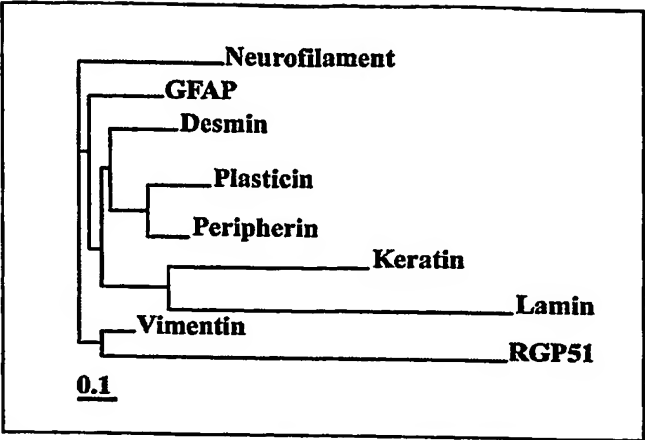 Neurofilament
GFAP
Desmin
Plasticin
Peripherin
Keratin
Lamin
Vimentin
RGP51
0.1